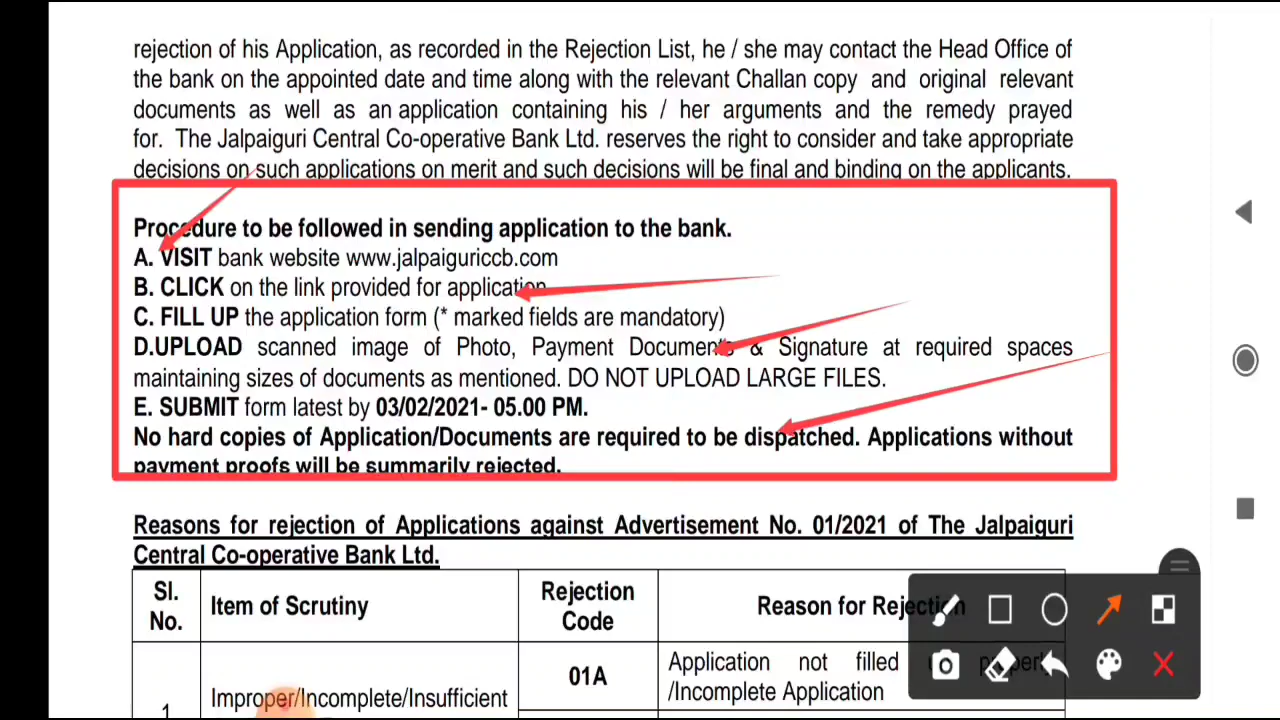 rejection of his Application, as recorded in the Rejection List, he / she may contact the Head Office of
the bank on the appointed date and time along with the relevant Challan copy and original relevant
documents as well as an application containing his / her arguments and the remedy prayed
for. The Jalpaiguri Central Co-operative Bank Ltd. reserves the right to consider and take appropriate
decisions on such applications on merit and such decisions will be final and binding on the applicants.
Procedure to be followed in sending application to the bank.
A. VISIT bank website www.jalpaiguriccb.com
B. CLICK on the link provided for application
C. FILL UP the application form (* marked fields are mandatory)
D.UPLOAD scanned image of Photo, Payment Documents & Signature at required spaces
maintaining sizes of documents as mentioned. DO NOT UPLOAD LARGE FILES.
E. SUBMIT form latest by 03/02/2021- 05.00 PM.
No hard copies of Application/Documents are required to be dispatched. Applications without
payment proofs will be summarily rejected.
Reasons for rejection of Applications against Advertisement No. 01/2021 of The Jalpaiguri
Central Co-operative Bank Ltd.
Sl. No.
Item of Scrutiny
Rejection Code
Reason for Rejection
1
Improper/Incomplete/Insufficient
01A
Application not filled properly
/Incomplete Application